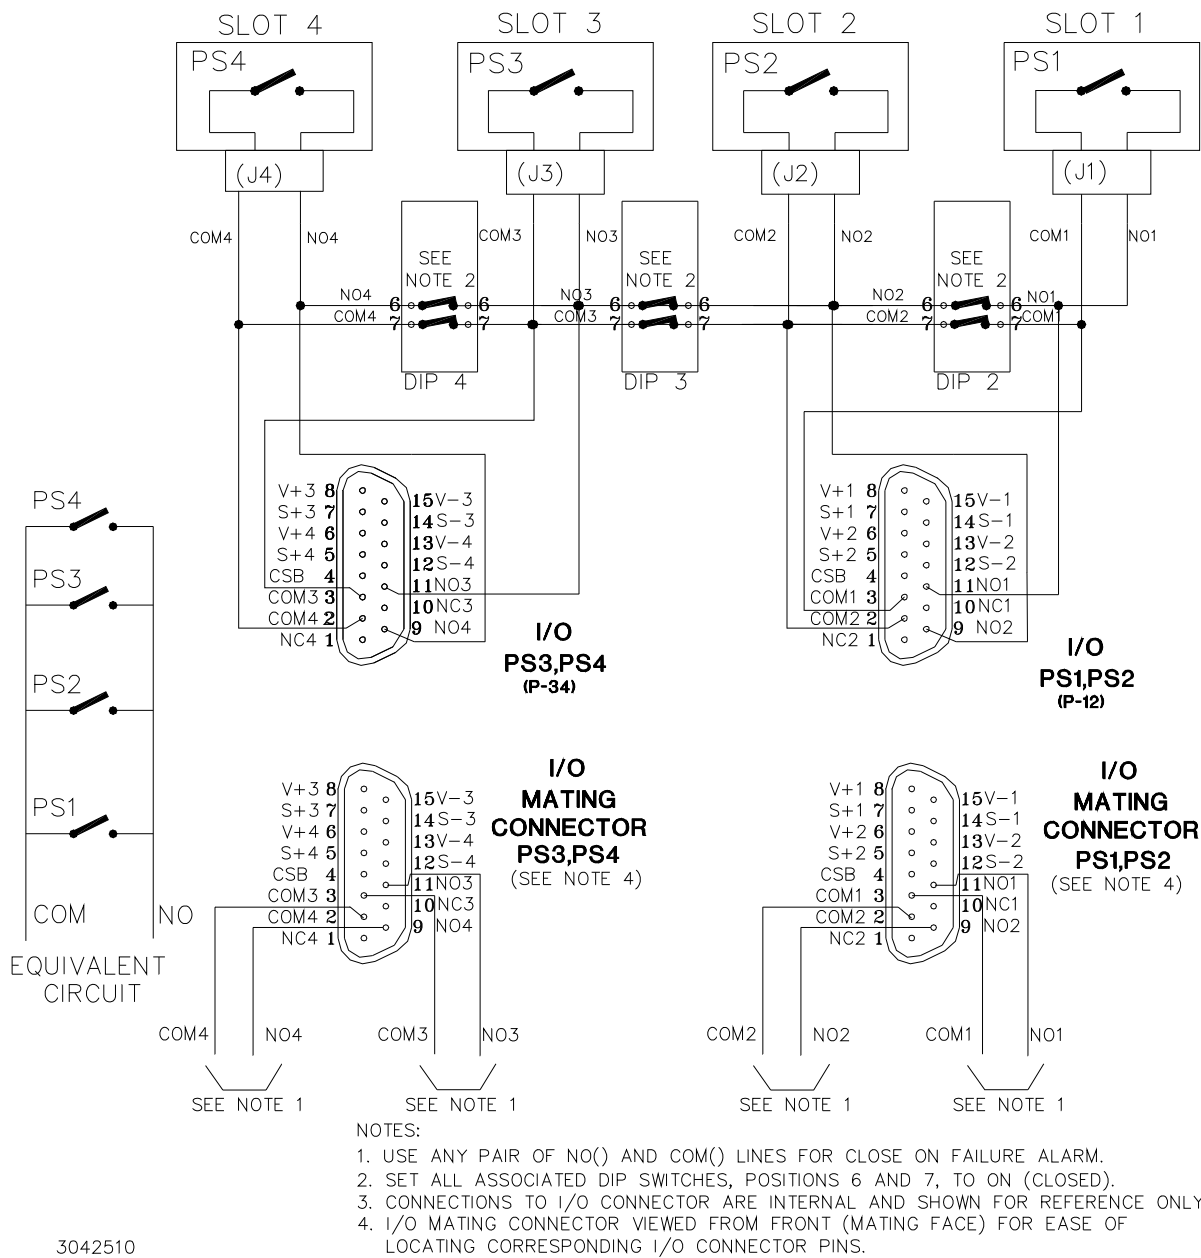 SLOT 4 SLOT 3 SLOT 2 SLOT 1
PS4 PS3 PS2 PS1
(J4) (J3) (J2) (J1)
COM4 NO4 COM3 NO3 COM2 NO2 COM1 NO1
SEE NOTE 2 SEE NOTE 2 SEE NOTE 2
NO4 6 6 NO3 6 6 NO2 6 6 NO1
COM4 7 7 COM3 7 7 COM2 7 7 COM1
DIP 4 DIP 3 DIP 2
V+3 8
S+3 7
V+4 6
S+4 5
CSB 4
COM3 3
COM4 2
NC4 1
15 V-3
14 S-3
13 V-4
12 S-4
11 NO3
10 NC3
9 NO4
I/O
PS3,PS4
(P-34)
V+1 8
S+1 7
V+2 6
S+2 5
CSB 4
COM1 3
COM2 2
NC2 1
15 V-1
14 S-1
13 V-2
12 S-2
11 NO1
10 NC1
9 NO2
I/O
PS1,PS2
(P-12)
PS4
PS3
PS2
PS1
COM NO
EQUIVALENT
CIRCUIT
V+3 8
S+3 7
V+4 6
S+4 5
CSB 4
COM3 3
COM4 2
NC4 1
15 V-3
14 S-3
13 V-4
12 S-4
11 NO3
10 NC3
9 NO4
I/O
MATING
CONNECTOR
PS3,PS4
(SEE NOTE 4)
V+1 8
S+1 7
V+2 6
S+2 5
CSB 4
COM1 3
COM2 2
NC2 1
15 V-1
14 S-1
13 V-2
12 S-2
11 NO1
10 NC1
9 NO2
I/O
MATING
CONNECTOR
PS1,PS2
(SEE NOTE 4)
COM4 NO4 COM3 NO3 COM2 NO2 COM1 NO1
SEE NOTE 1 SEE NOTE 1 SEE NOTE 1 SEE NOTE 1
NOTES:
1. USE ANY PAIR OF NO() AND COM() LINES FOR CLOSE ON FAILURE ALARM.
2. SET ALL ASSOCIATED DIP SWITCHES, POSITIONS 6 AND 7, TO ON (CLOSED).
3. CONNECTIONS TO I/O CONNECTOR ARE INTERNAL AND SHOWN FOR REFERENCE ONLY
4. I/O MATING CONNECTOR VIEWED FROM FRONT (MATING FACE) FOR EASE OF
LOCATING CORRESPONDING I/O CONNECTOR PINS.
3042510